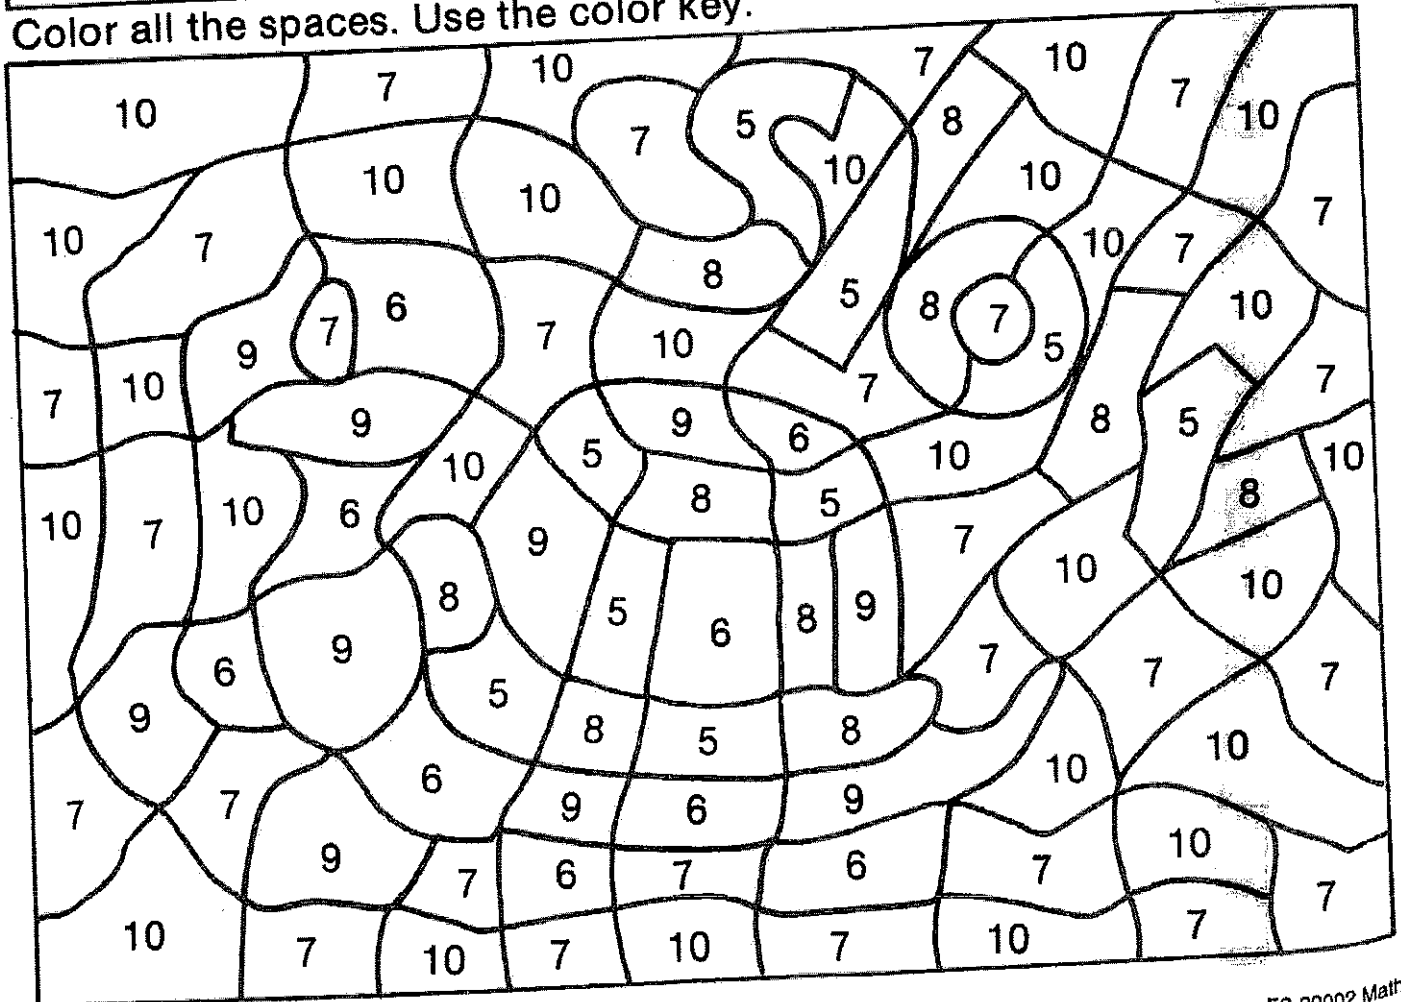 Color all the spaces. Use the color key.
10 7 10 7 10
7 5 8 7 10
10 10 10 10 7
10 7 8 10 7
6 5 8 7 5 10
7 9 7 10 7 7
7 10 9 9 6 8 5
10 5 10 10
10 7 10 6 9 8 5 7 8
8 5 6 8 9 10 10
6 9 7 7 7
9 5 8 5 8 10 10
7 7 6 9 6 9
9 7 6 7 6 7 10 7
10 7 10 7 10 7 10 7
Math